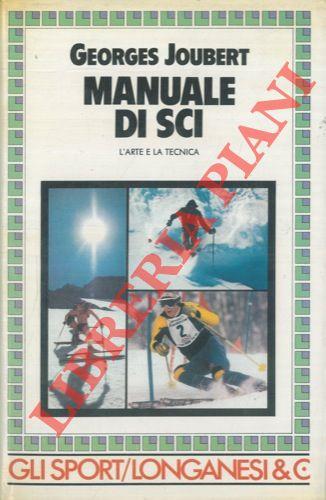 GEORGES JOUBERT
MANUALE
DI SCI
L'ARTE E LA TECNICA
2
LIBRERIA PIANI
GLI SPORT/LONGANESI & C.